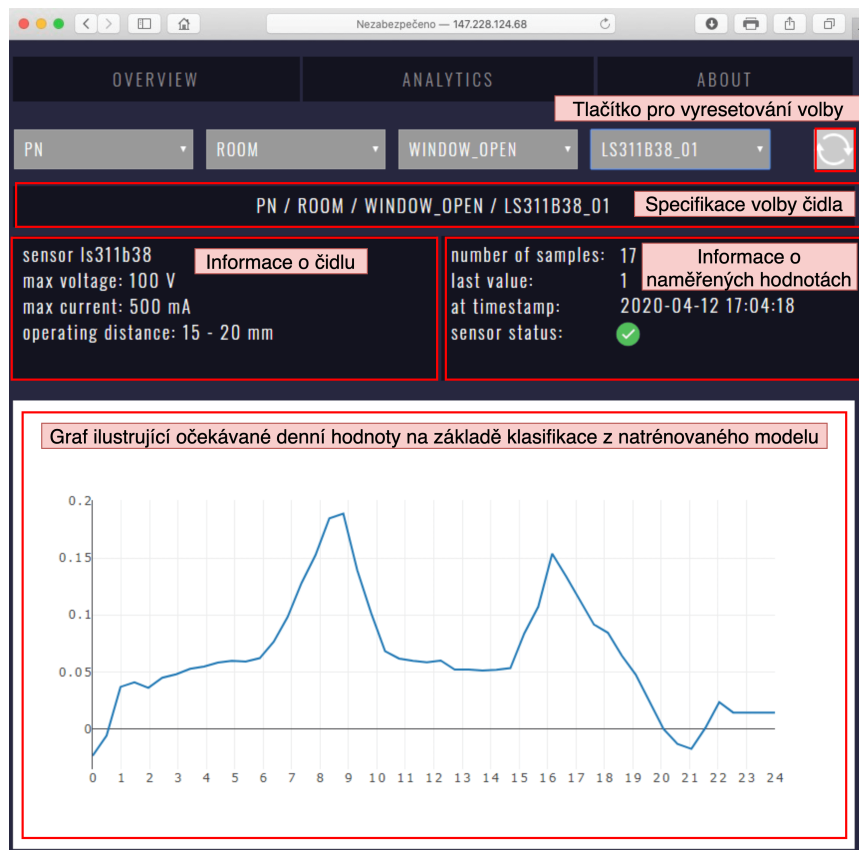 Nezabezpečeno — 147.228.124.68
OVERVIEW ANALYTICS ABOUT
Tlačítko pro vyresetování volby
PN ROOM WINDOW_OPEN LS311B38_01
PN / ROOM / WINDOW_OPEN / LS311B38_01
Specifikace volby čidla
sensor ls311b38
max voltage: 100 V
max current: 500 mA
operating distance: 15 - 20 mm
Informace o čidlu
number of samples: 17
last value: 1
at timestamp: 2020-04-12 17:04:18
sensor status:
Informace o
naměřených hodnotách
Graf ilustrující očekávané denní hodnoty na základě klasifikace z natrénovaného modelu
0.2
0.15
0.1
0.05
0
0 1 2 3 4 5 6 7 8 9 10 11 12 13 14 15 16 17 18 19 20 21 22 23 24